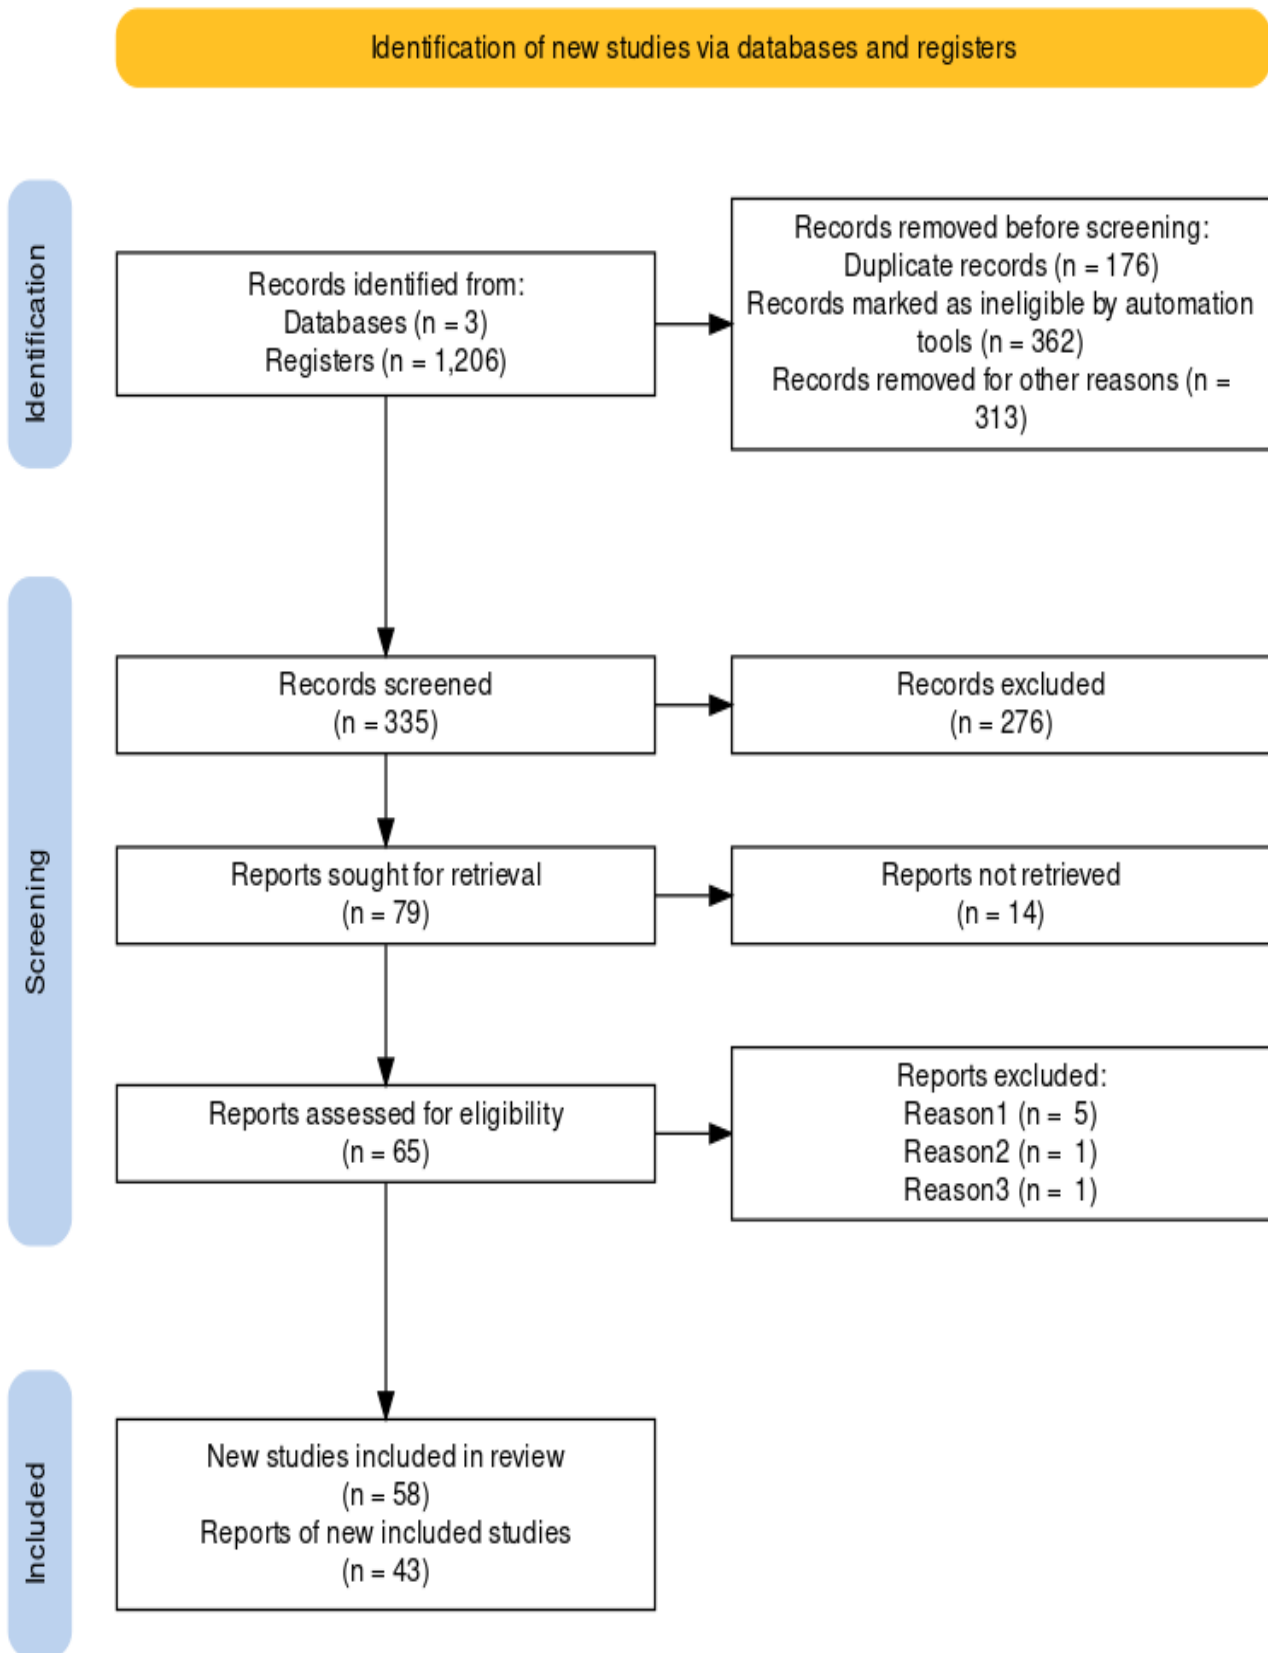 Identification of new studies via databases and registers
Identification
Records identified from:
Databases (n = 3)
Registers (n = 1,206)
Records removed before screening:
Duplicate records (n = 176)
Records marked as ineligible by automation
tools (n = 362)
Records removed for other reasons (n =
313)
Screening
Records screened
(n = 335)
Records excluded
(n = 276)
Reports sought for retrieval
(n = 79)
Reports not retrieved
(n = 14)
Reports assessed for eligibility
(n = 65)
Reports excluded:
Reason1 (n = 5)
Reason2 (n = 1)
Reason3 (n = 1)
Included
New studies included in review
(n = 58)
Reports of new included studies
(n = 43)